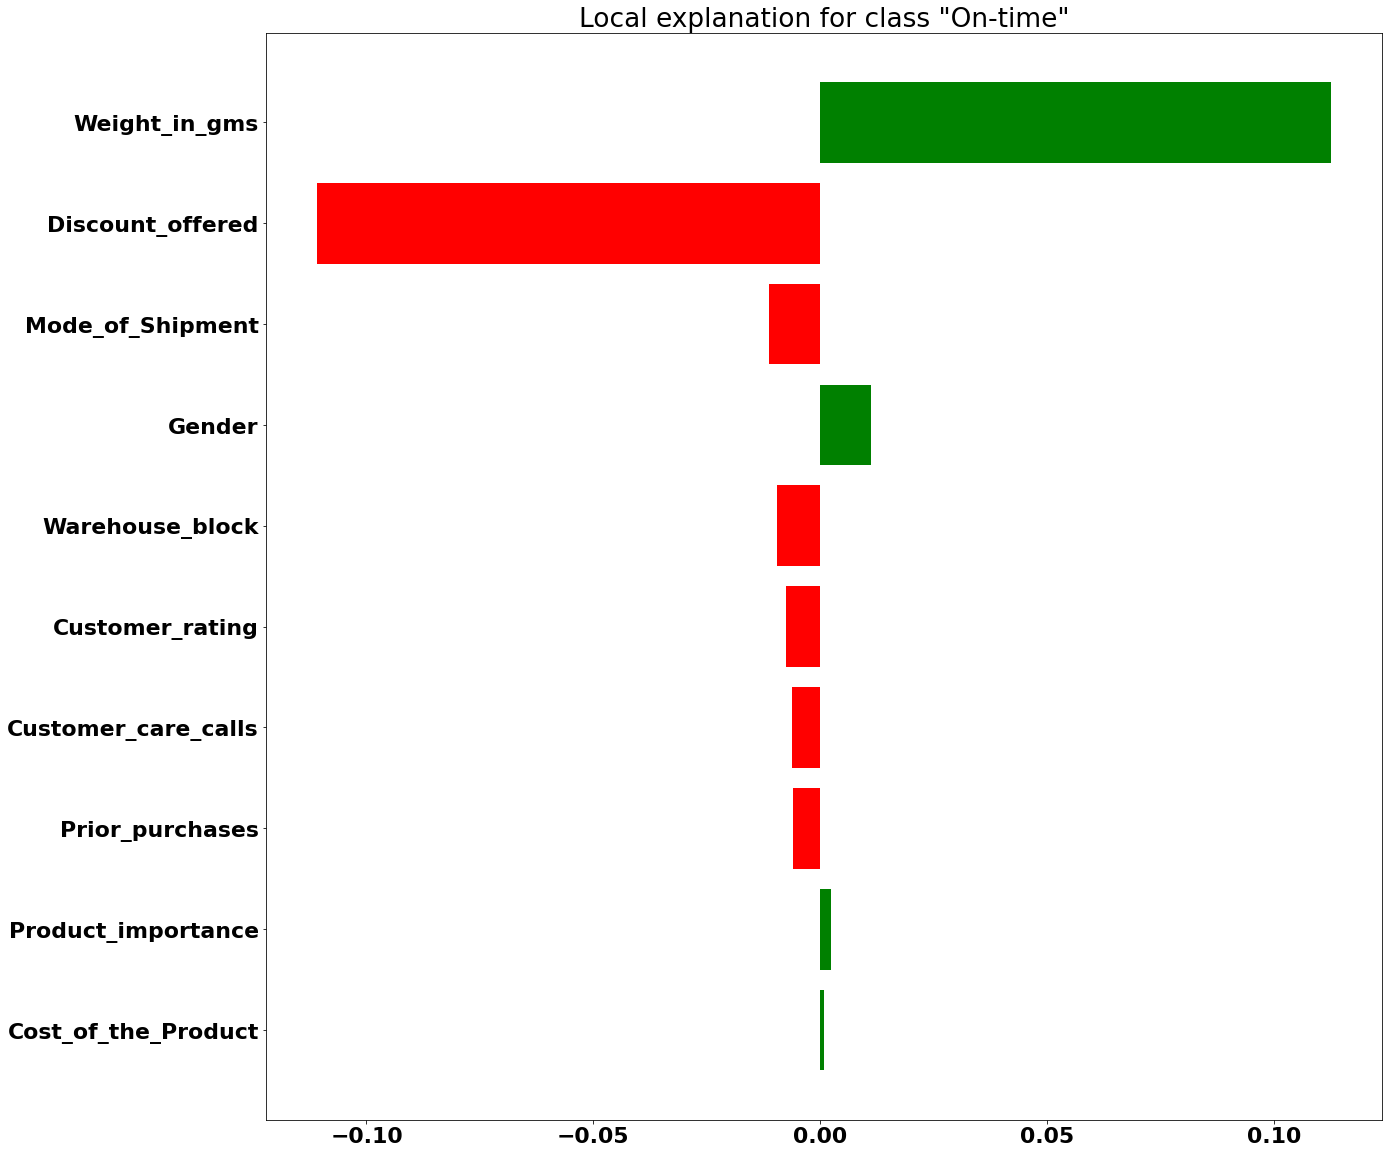 Local explanation for class "On-time"
Weight_in_gms
Discount_offered
Mode_of_Shipment
Gender
Warehouse_block
Customer_rating
Customer_care_calls
Prior_purchases
Product_importance
Cost_of_the_Product
−0.10 −0.05 0.00 0.05 0.10